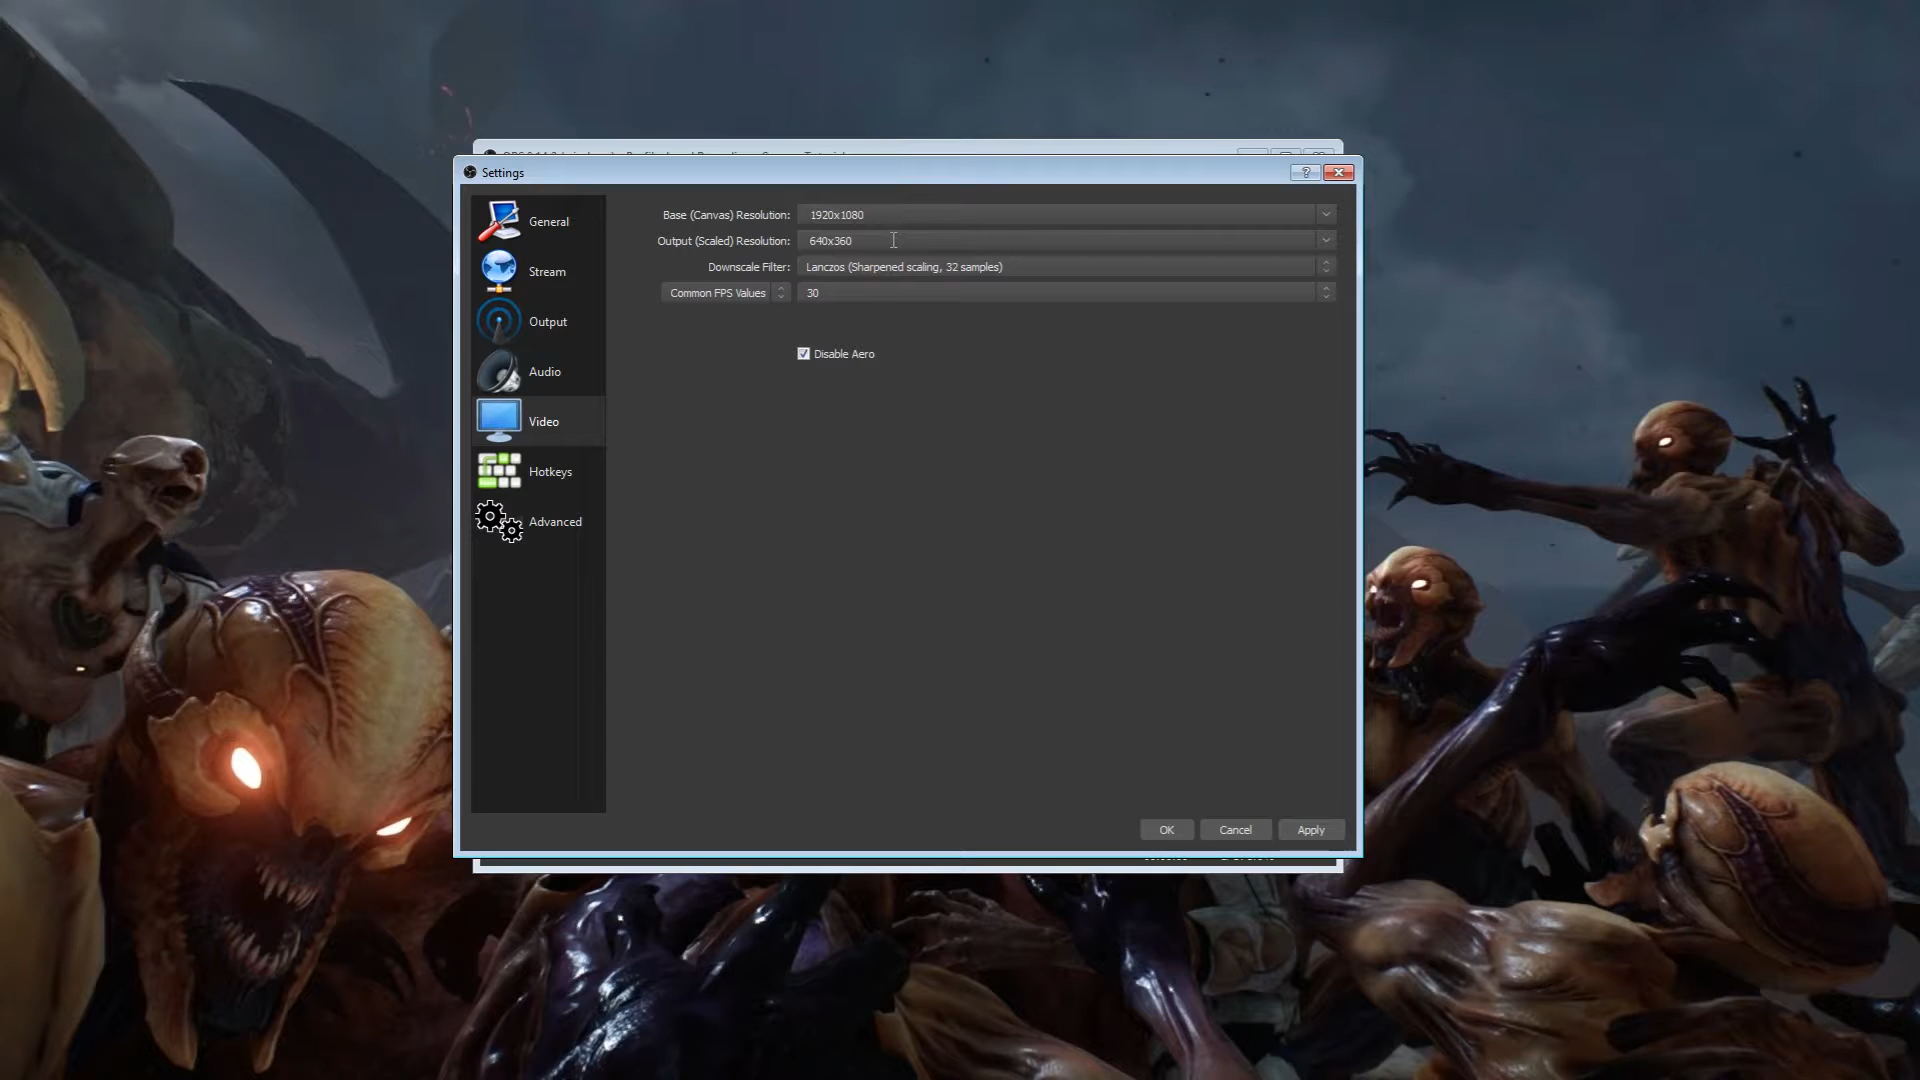 Settings
General
Stream
Output
Audio
Video
Hotkeys
Advanced
Base (Canvas) Resolution: 1920x1080
Output (Scaled) Resolution: 640x360
Downscale Filter: Lanczos (Sharpened scaling, 32 samples)
Common FPS Values 30
Disable Aero
OK Cancel Apply